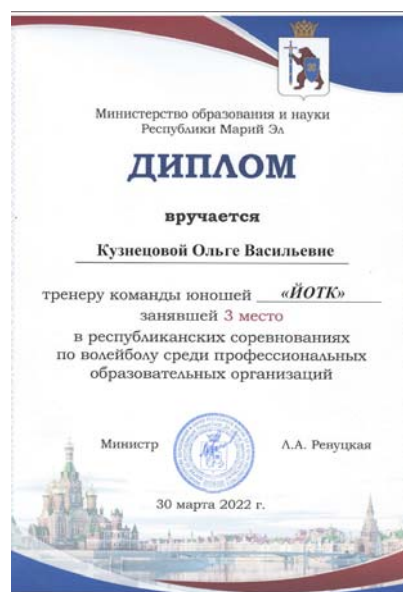 Министерство образования и науки
Республики Марий Эл
ДИПЛОМ
вручается
Кузнецовой Ольге Васильевне
тренеру команды юношей «ЙОТК»
занявшей 3 место
в республиканских соревнованиях
по волейболу среди профессиональных
образовательных организаций
Министр Л.А. Ренуцкая
30 марта 2022 г.